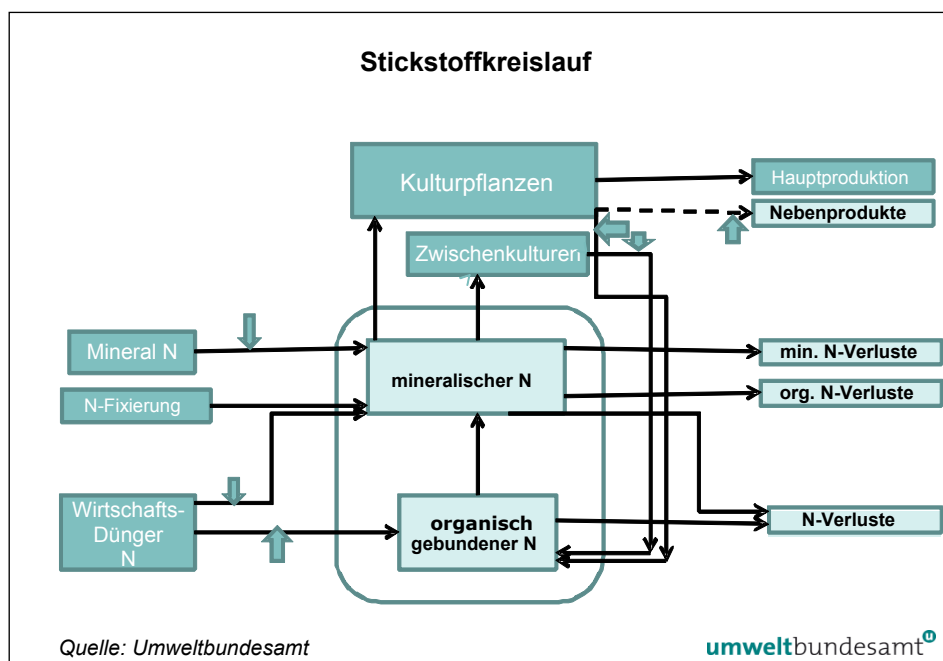 Stickstoffkreislauf
Kulturpflanzen
Hauptproduktion
Nebenprodukte
Zwischenkulturen
Mineral N
mineralischer N
min. N-Verluste
N-Fixierung
org. N-Verluste
Wirtschafts-
Dünger
N
organisch
gebundener N
N-Verluste
Quelle: Umweltbundesamt
umweltbundesamt u